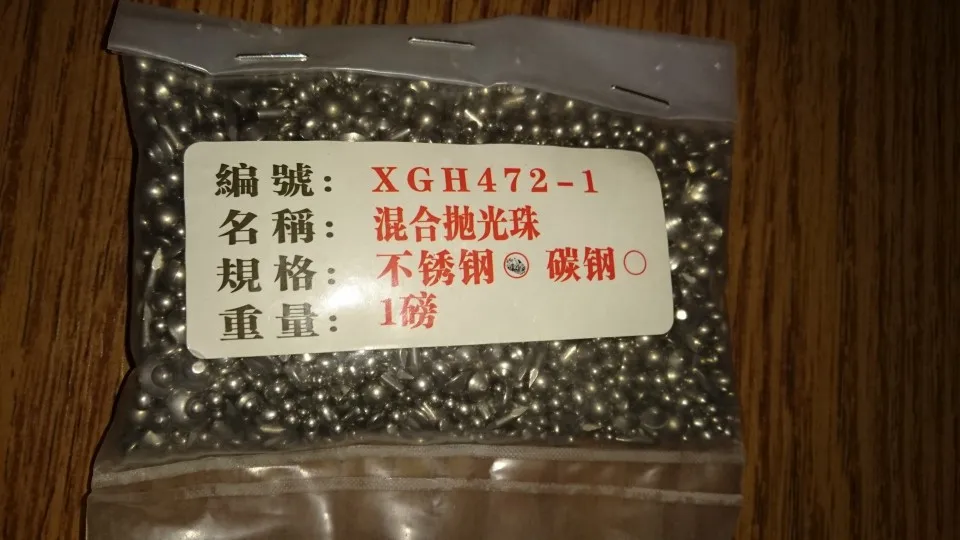 編號: XGH472-1
名稱: 混合抛光珠
規格: 不锈钢 碳钢
重量: 1磅